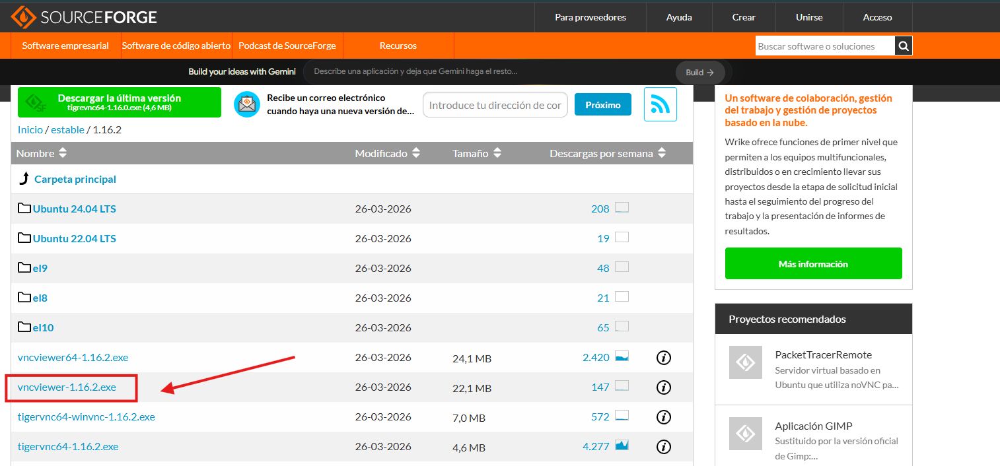 SOURCEFORGE
Para proveedores
Ayuda
Crear
Unirse
Acceso
Software empresarial
Software de código abierto
Podcast de SourceForge
Recursos
Buscar software o soluciones
Build your ideas with Gemini
Describe una aplicación y deja que Gemini haga el resto...
Build →
Descargar la última versión
tigrevnc64-1.16.0.exe (4,6 MB)
Recibe un correo electrónico
cuando haya una nueva versión de...
Introduce tu dirección de cor
Próximo
Inicio / estable / 1.16.2
Nombre Modificado Tamaño Descargas por semana
Carpeta principal
Ubuntu 24.04 LTS 26-03-2026 208
Ubuntu 22.04 LTS 26-03-2026 19
el9 26-03-2026 48
el8 26-03-2026 21
el10 26-03-2026 65
vncviewer64-1.16.2.exe 26-03-2026 24,1 MB 2.420 i
vncviewer-1.16.2.exe 26-03-2026 22,1 MB 147 i
tigervnc64-winvnc-1.16.2.exe 26-03-2026 7,0 MB 572 i
tigervnc64-1.16.2.exe 26-03-2026 4,6 MB 4.277 i
Un software de colaboración, gestión
del trabajo y gestión de proyectos
basado en la nube.
Wrike ofrece funciones de primer nivel que
permiten a los equipos multifuncionales,
distribuidos o en crecimiento llevar sus
proyectos desde la etapa de solicitud inicial
hasta el seguimiento del progreso del
trabajo y la presentación de informes de
resultados.
Más información
Proyectos recomendados
PacketTracerRemote
Servidor virtual basado en
Ubuntu que utiliza noVNC pa...
Aplicación GIMP
Sustituido por la versión oficial
de Gimp:...